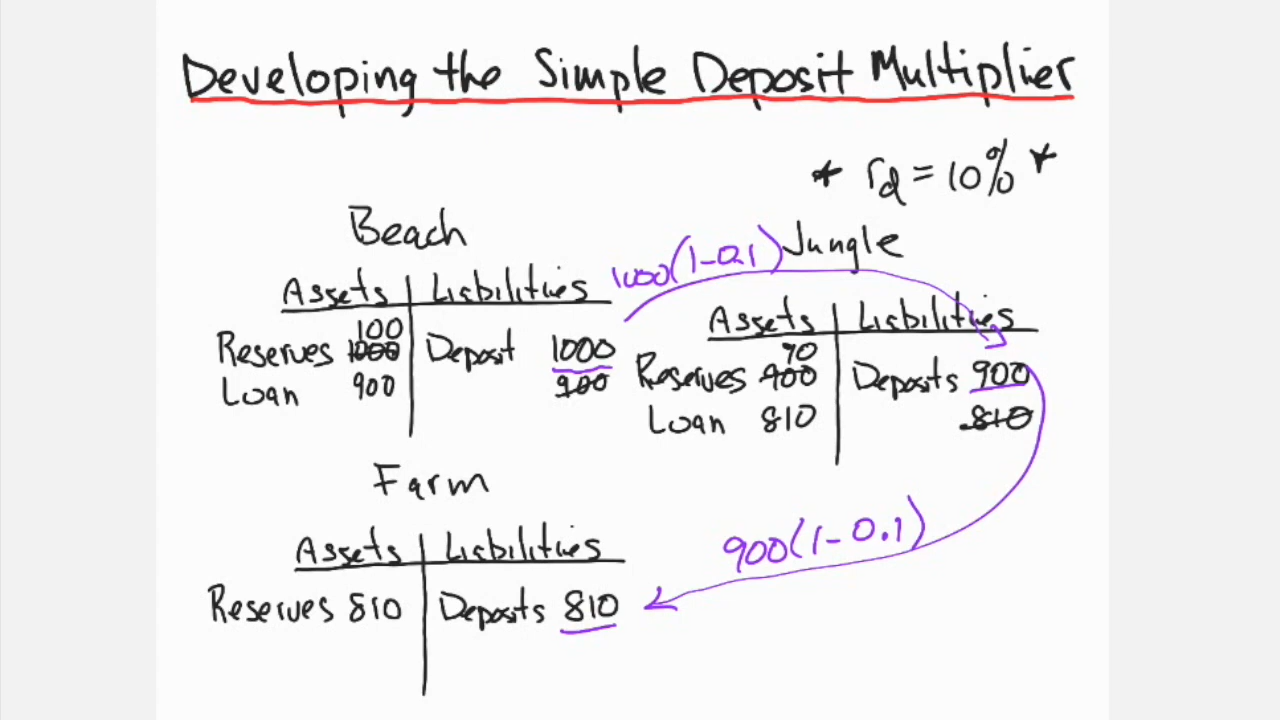 Developing the Simple Deposit Multiplier
* rd = 10% *
Beach
Assets Liabilities
100
Reserves 1000 Deposit 1000
Loan 900 900
1000(1-0.1)
Jungle
Assets Liabilities
90
Reserves 900 Deposits 900
Loan 810 810
Farm
Assets Liabilities
Reserves 810 Deposits 810
900(1-0.1)